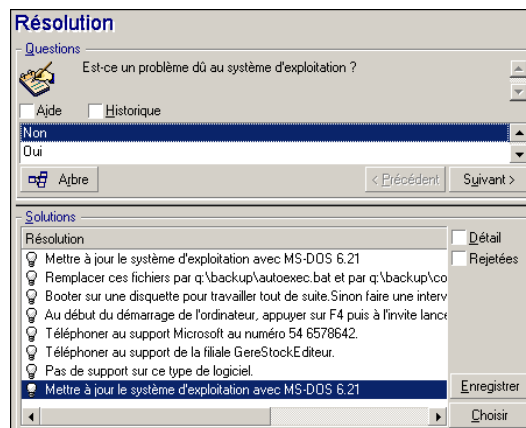 Résolution
Questions
Est-ce un problème dû au système d'exploitation ?
Aide Historique
Non
Oui
Arbre < Précédent Suivant >
Solutions
Résolution
Détail
Rejetées
Mettre à jour le système d'exploitation avec MS-DOS 6.21
Remplacer ces fichiers par q:\backup\autoexec.bat et par q:\backup\co
Booter sur une disquette pour travailler tout de suite.Sinon faire une interv
Au début du démarrage de l'ordinateur, appuyer sur F4 puis à l'invite lance
Téléphoner au support Microsoft au numéro 54 6578642.
Téléphoner au support de la filiale GereStockEditeur.
Pas de support sur ce type de logiciel.
Mettre à jour le système d'exploitation avec MS-DOS 6.21
Enregistrer
Choisir